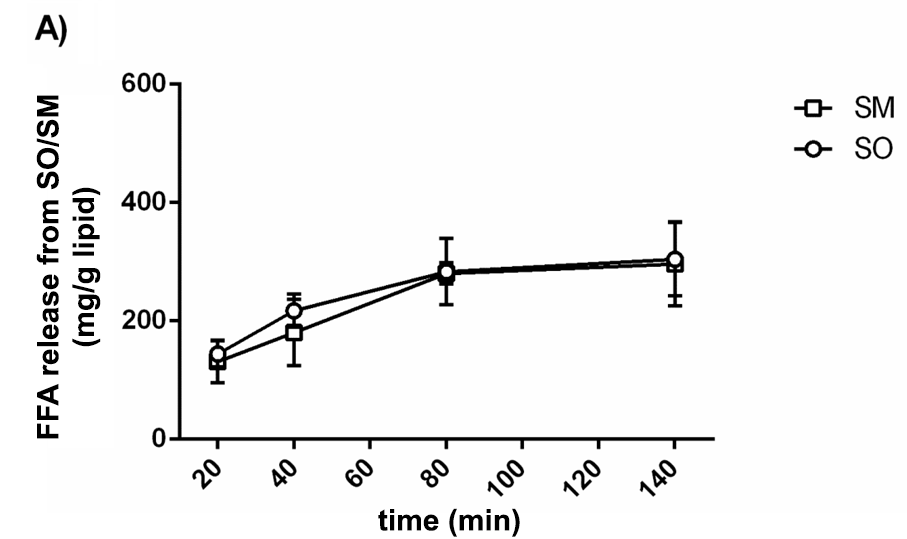 A)
FFA release from SO/SM
(mg/g lipid)
600
400
200
0
20 40 60 80 100 120 140
time (min)
SM
SO